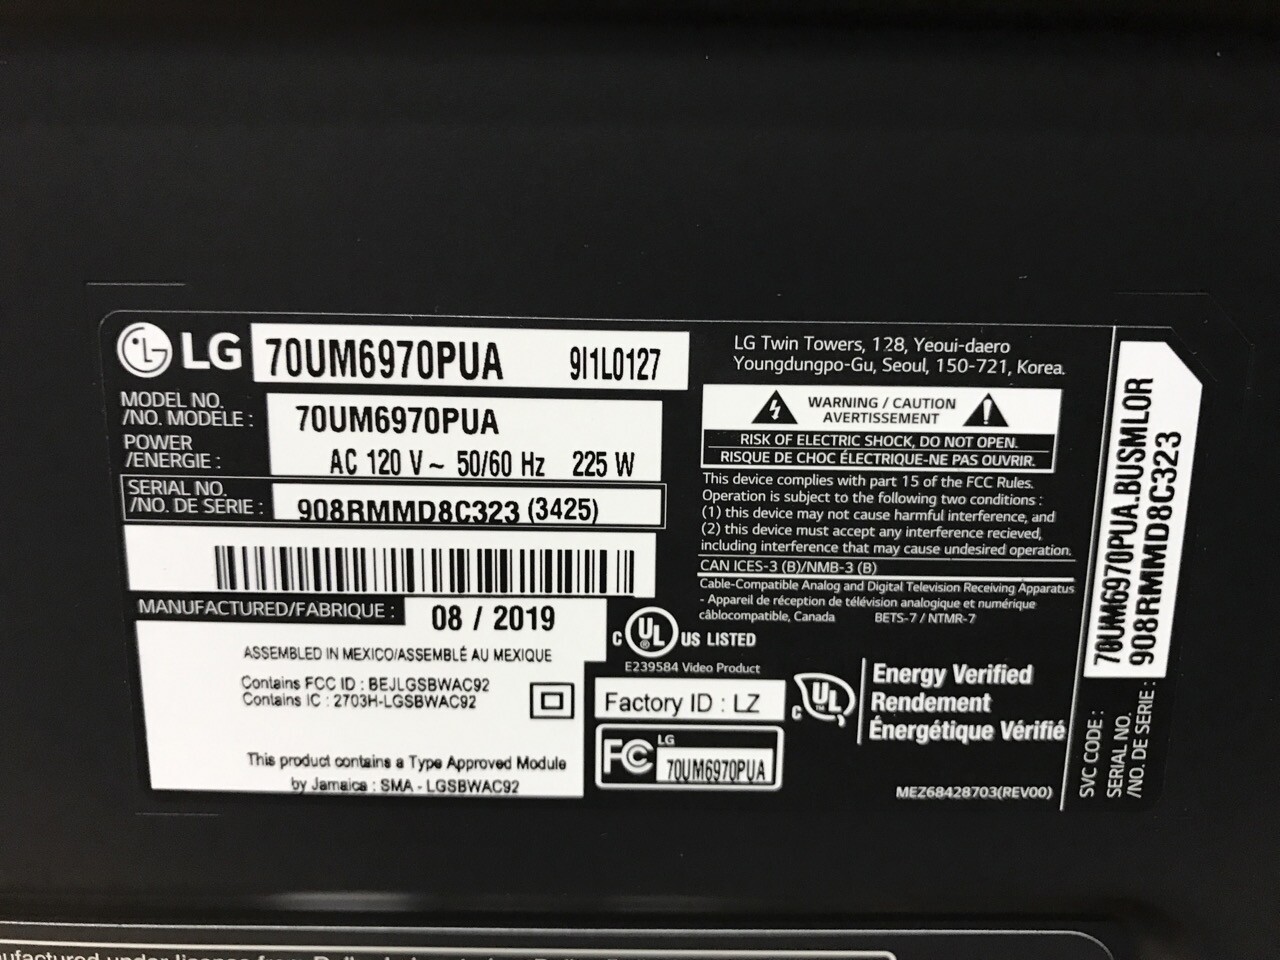 LG 70UM6970PUA 9I1L0127
MODEL NO.
/NO. MODÈLE : 70UM6970PUA
POWER
/ÉNERGIE : AC 120 V ~ 50/60 Hz 225 W
SERIAL NO.
/NO. DE SÉRIE : 908RMMD8C323 (3425)
MANUFACTURED/FABRIQUÉ : 08 / 2019
ASSEMBLED IN MEXICO/ASSEMBLÉ AU MEXIQUE
Contains FCC ID : BEJLGSBWAC92
Contains IC : 2703H-LGSBWAC92
This product contains a Type Approved Module
by Jamaica : SMA - LGSBWAC92
LG Twin Towers, 128, Yeoui-daero
Youngdungpo-Gu, Seoul, 150-721, Korea.
WARNING / CAUTION
AVERTISSEMENT
RISK OF ELECTRIC SHOCK, DO NOT OPEN.
RISQUE DE CHOC ÉLECTRIQUE-NE PAS OUVRIR.
This device complies with part 15 of the FCC Rules.
Operation is subject to the following two conditions :
(1) this device may not cause harmful interference, and
(2) this device must accept any interference recieved,
including interference that may cause undesired operation.
CAN ICES-3 (B)/NMB-3 (B)
Cable-Compatible Analog and Digital Television Receiving Apparatus
- Appareil de réception de télévision analogique et numérique
câblocompatible, Canada BETS-7 / NTMR-7
C UL US LISTED
E239584 Video Product
Factory ID : LZ
FC LG
70UM6970PUA
C UL TM
Energy Verified
Rendement
Énergétique Vérifié
MEZ68428703(REV00)
SVC CODE : 70UM6970PUA.BUSMLOR
SERIAL NO.
/NO. DE SÉRIE : 908RMMD8C323